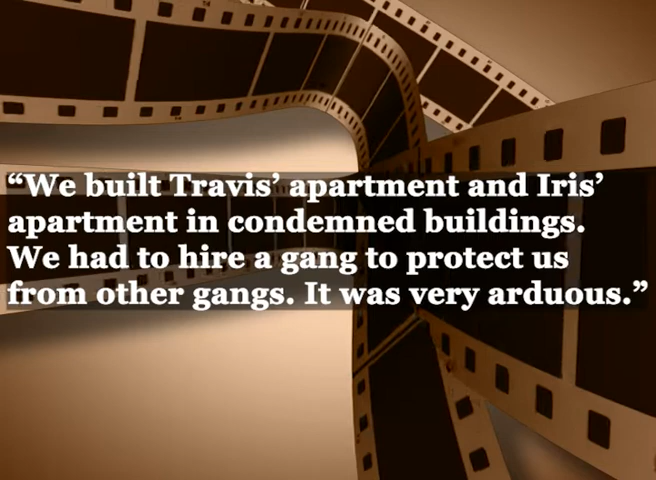 “We built Travis’ apartment and Iris’
apartment in condemned buildings.
We had to hire a gang to protect us
from other gangs. It was very arduous.”